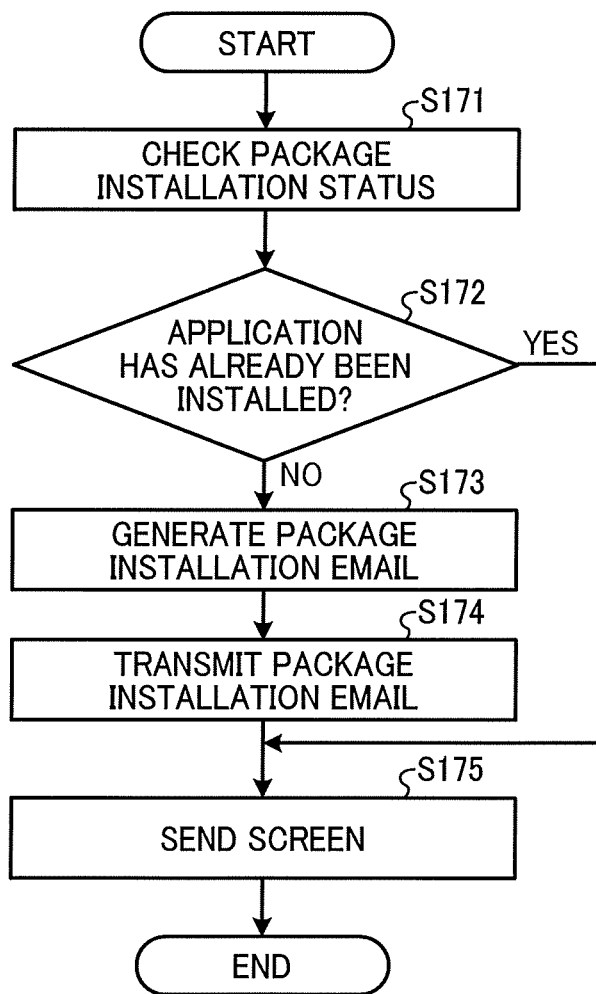 START
S171
CHECK PACKAGE
INSTALLATION STATUS
S172
APPLICATION
HAS ALREADY BEEN
INSTALLED?
YES
NO
S173
GENERATE PACKAGE
INSTALLATION EMAIL
S174
TRANSMIT PACKAGE
INSTALLATION EMAIL
S175
SEND SCREEN
END